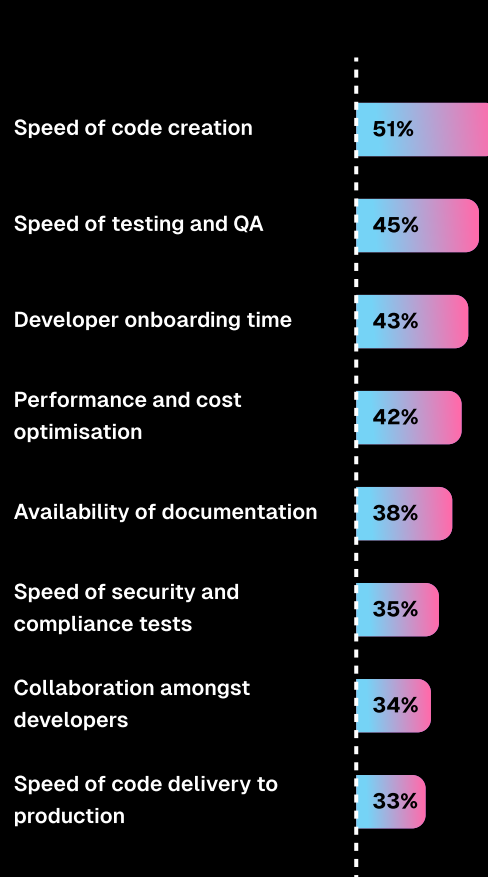 Speed of code creation
51%
Speed of testing and QA
45%
Developer onboarding time
43%
Performance and cost
optimisation
42%
Availability of documentation
38%
Speed of security and
compliance tests
35%
Collaboration amongst
developers
34%
Speed of code delivery to
production
33%